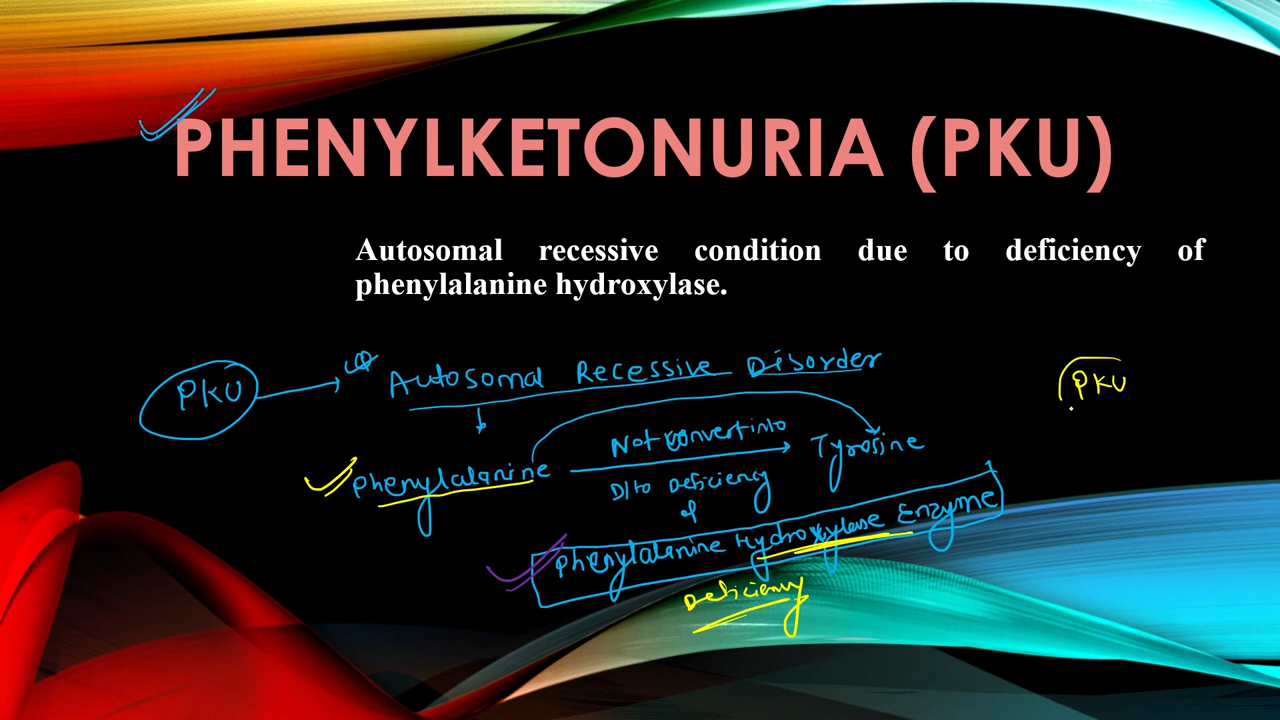 PHENYLKETONURIA (PKU)
Autosomal recessive condition due to deficiency of
phenylalanine hydroxylase.
PKU
Autosomal Recessive Disorder
PKU
Not convert into
Phenylalanine
Tyrosine
D/to Deficiency
of
Phenylalanine Hydroxylase Enzyme
Deficiency